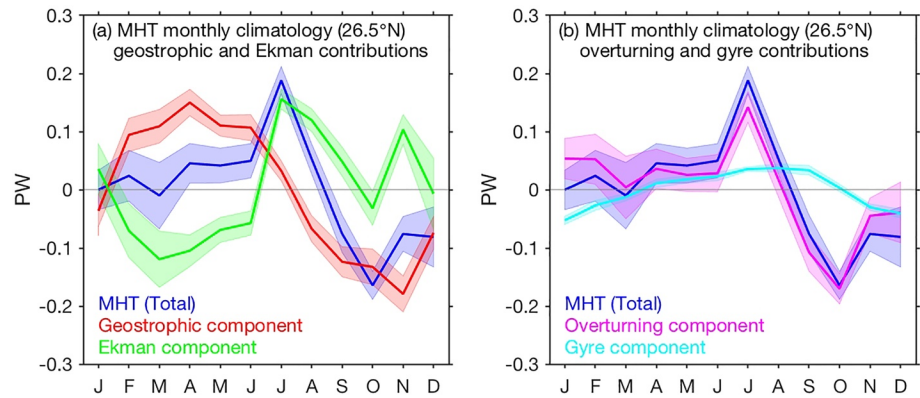 (a) MHT monthly climatology (26.5°N)
geostrophic and Ekman contributions
PW
0.3
0.2
0.1
0
-0.1
-0.2
-0.3
MHT (Total)
Geostrophic component
Ekman component
J F M A M J J A S O N D
(b) MHT monthly climatology (26.5°N)
overturning and gyre contributions
PW
0.3
0.2
0.1
0
-0.1
-0.2
-0.3
MHT (Total)
Overturning component
Gyre component
J F M A M J J A S O N D